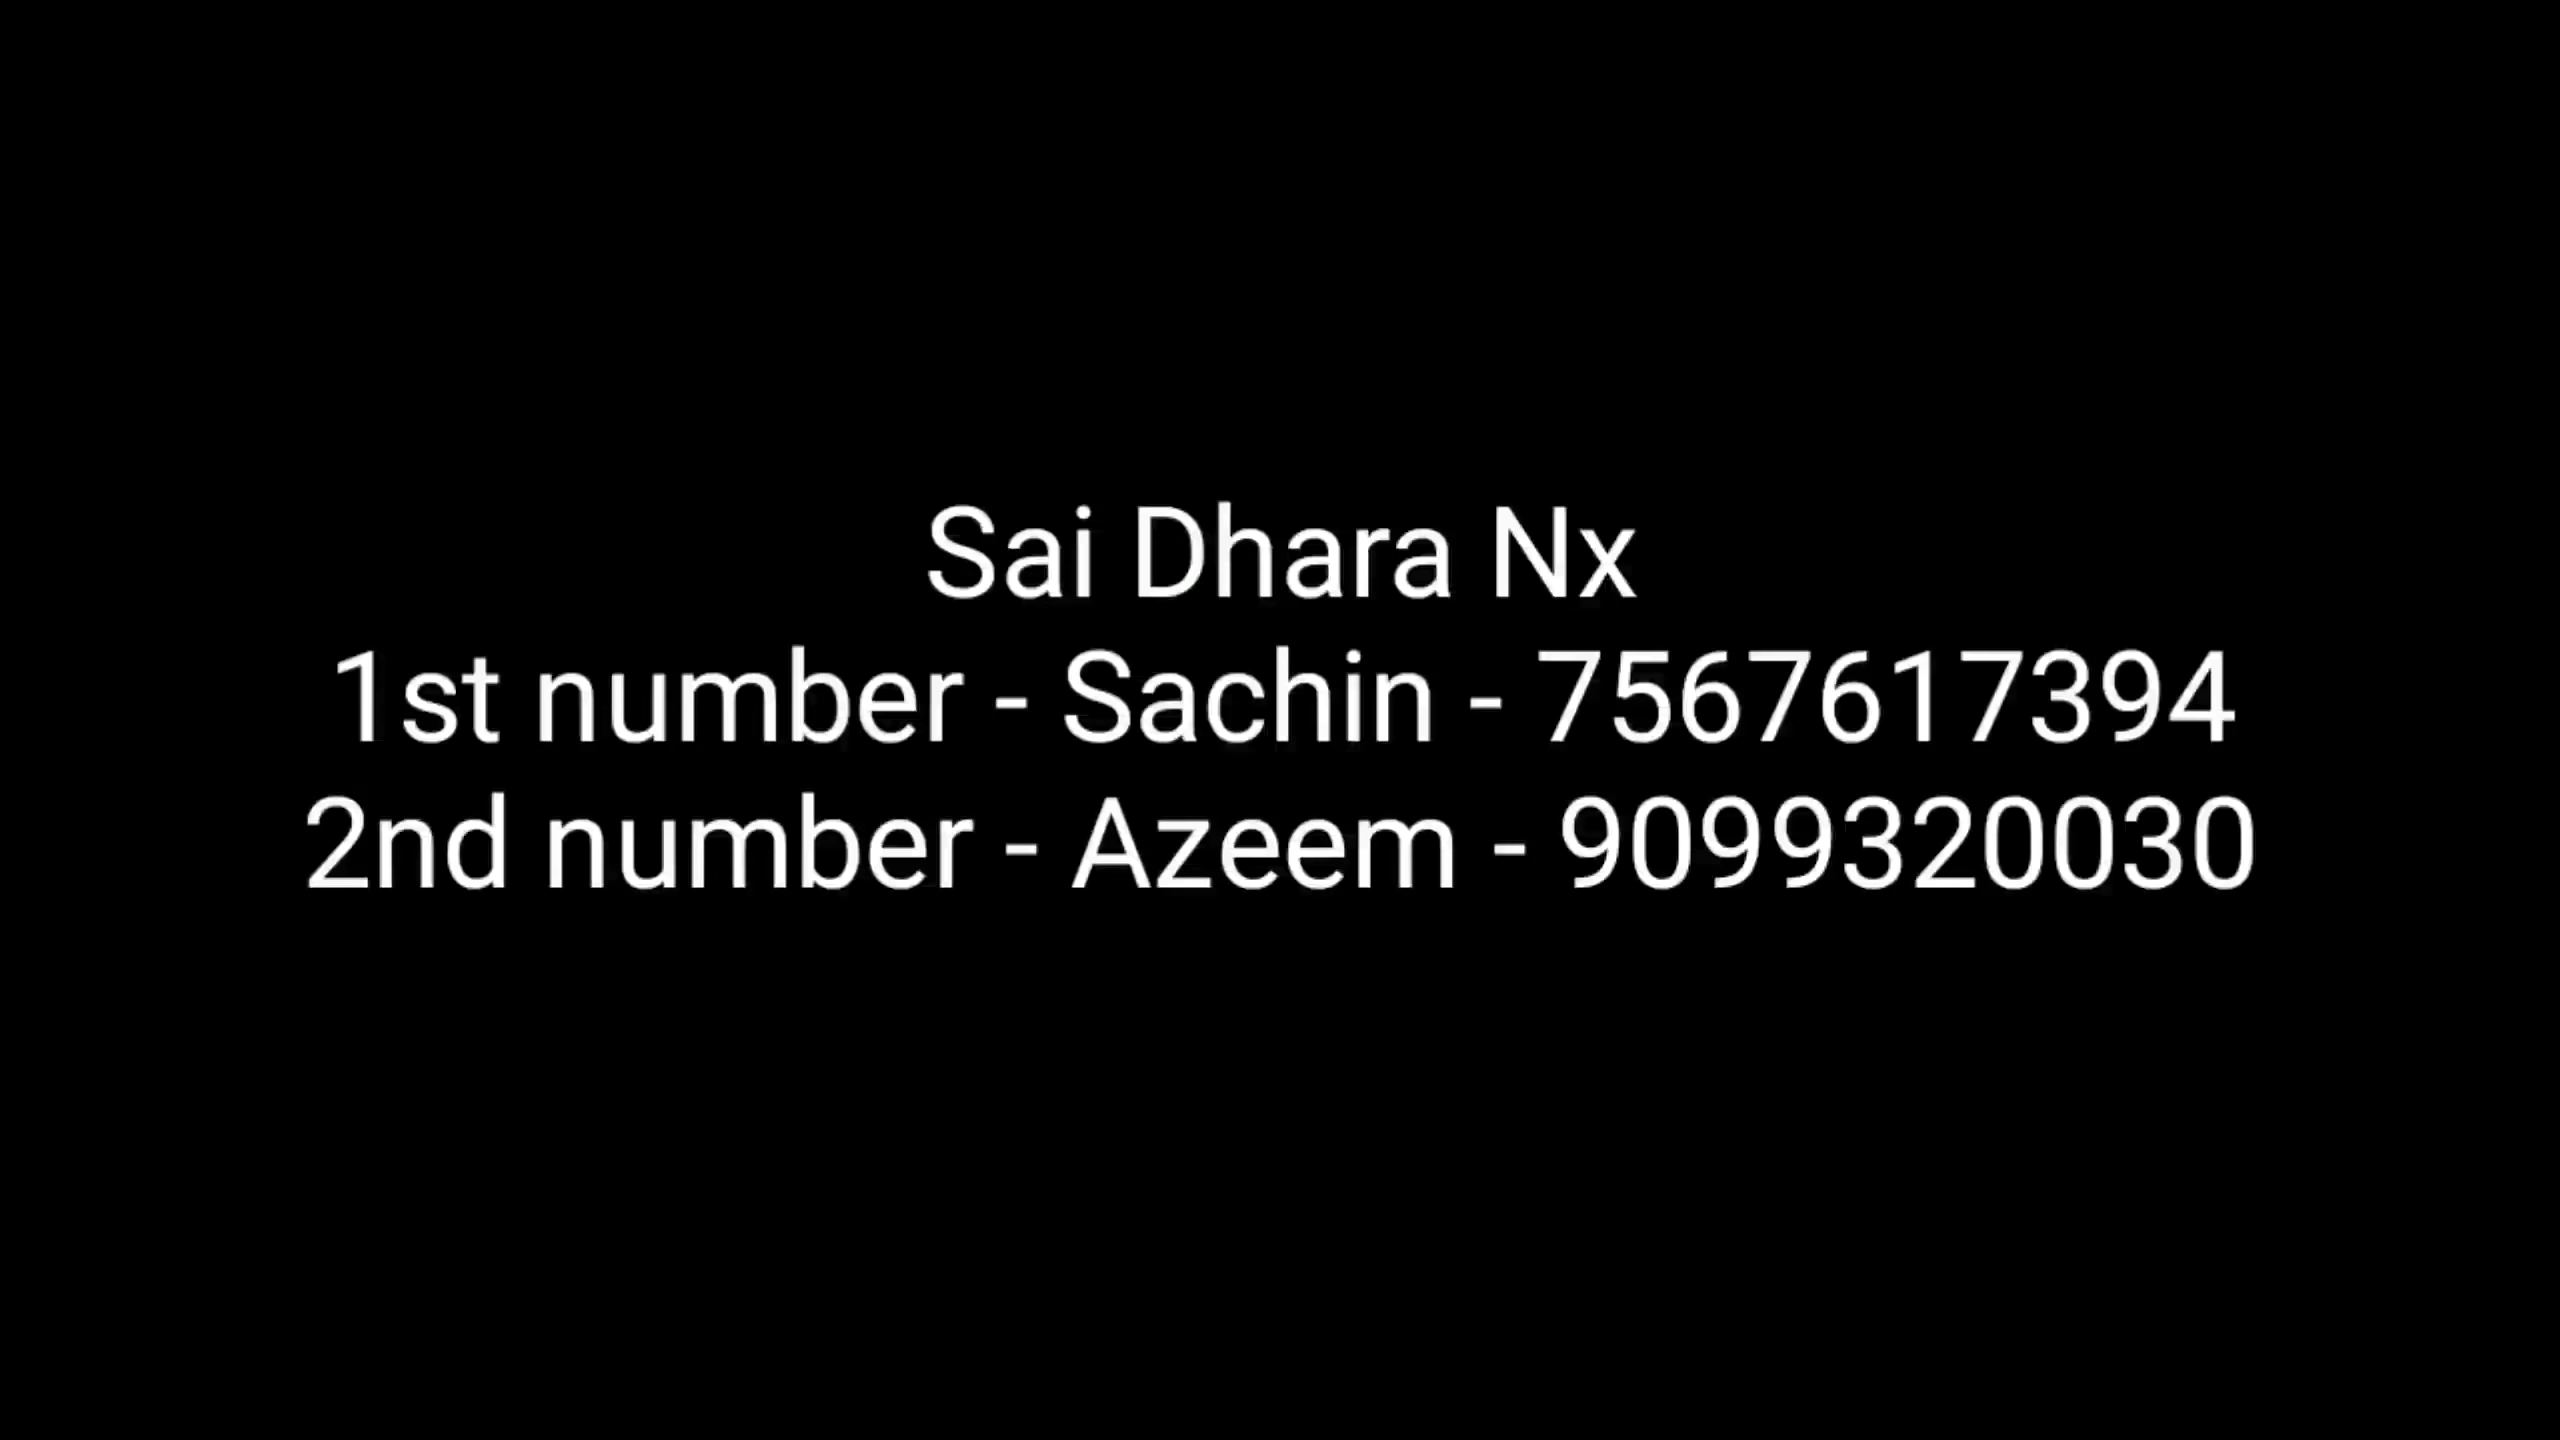 Sai Dhara Nx
1st number - Sachin - 7567617394
2nd number - Azeem - 9099320030